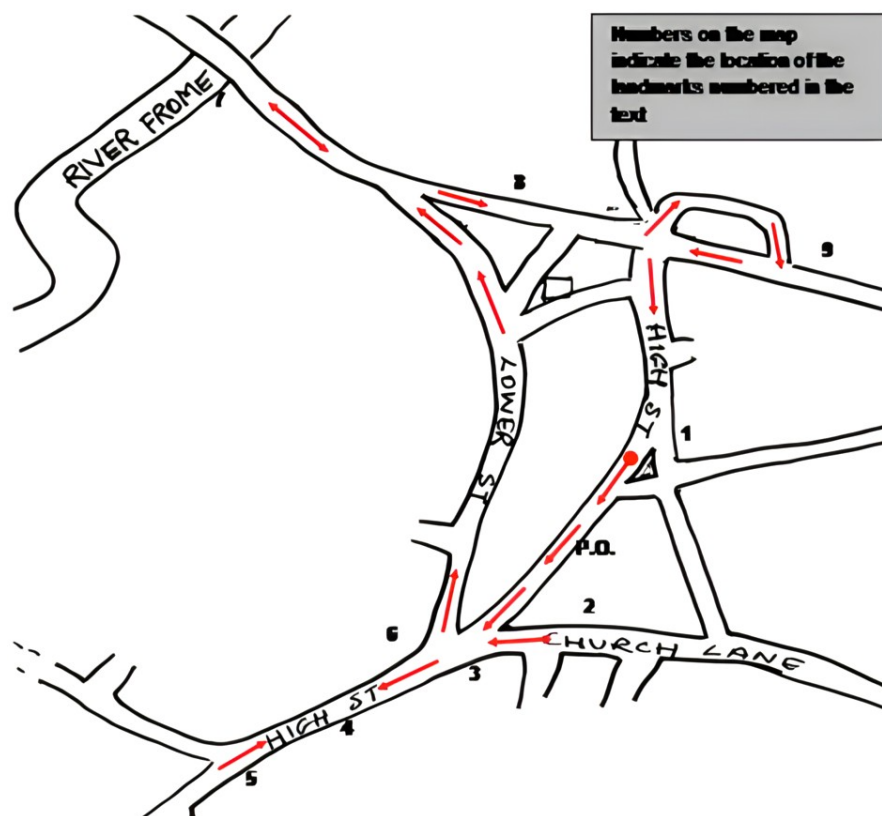 Numbers on the map
indicate the location of the
landmarks numbered in the
text
RIVER FROME
7
8
9
HIGH ST
LOWER ST
1
P.O.
2
CHURCH LANE
6
3
HIGH ST
4
5